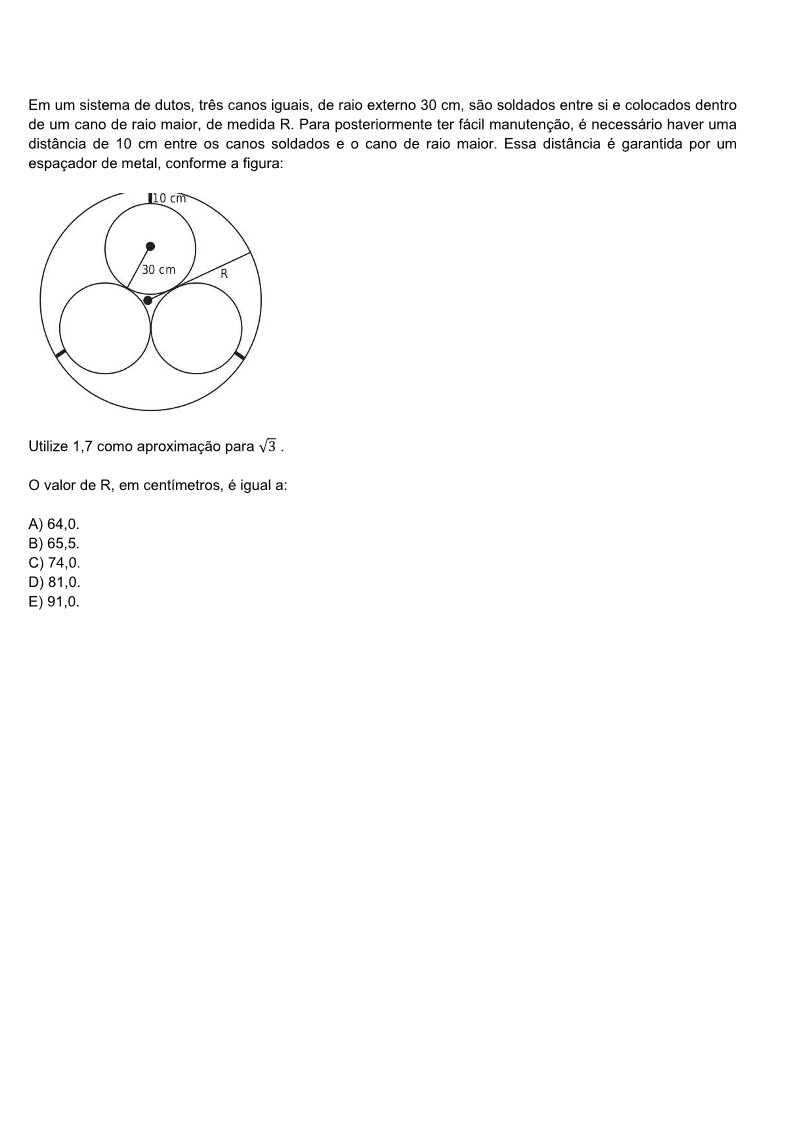 Em um sistema de dutos, três canos iguais, de raio externo 30 cm, são soldados entre si e colocados dentro
de um cano de raio maior, de medida R. Para posteriormente ter fácil manutenção, é necessário haver uma
distância de 10 cm entre os canos soldados e o cano de raio maior. Essa distância é garantida por um
espaçador de metal, conforme a figura:
10 cm
30 cm
R
Utilize 1,7 como aproximação para √3 .
O valor de R, em centímetros, é igual a:
A) 64,0.
B) 65,5.
C) 74,0.
D) 81,0.
E) 91,0.